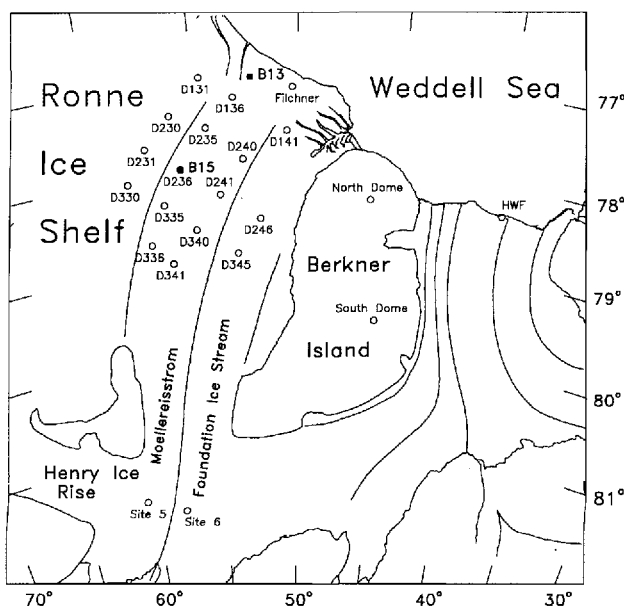 Ronne
Ice
Shelf
Weddell Sea
B13
Filchner
D131
D136
77°
D230
D235
D240
D141
D231
B15
D236
D241
D330
North Dome
D335
78°
HWF
D340
D246
D336
D341
D345
Berkner
79°
South Dome
Island
Moellereisstrom
Foundation Ice Stream
80°
Henry Ice
Rise
81°
Site 5
Site 6
70° 60° 50° 40° 30°